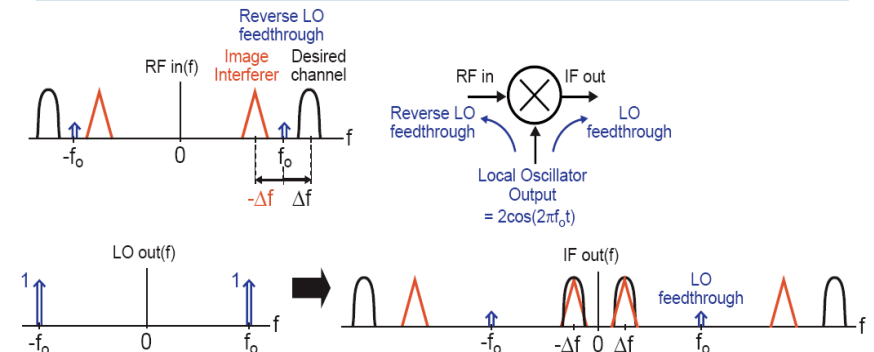 Reverse LO
feedthrough
Image
Interferer
Desired
channel
RF in(f)
-fₒ
0
fₒ
f
-Δf
Δf
RF in
IF out
Reverse LO
feedthrough
LO
feedthrough
Local Oscillator
Output
= 2cos(2πfₒt)
LO out(f)
1
1
-fₒ
0
fₒ
f
IF out(f)
LO
feedthrough
-fₒ
-Δf
0
Δf
fₒ
f